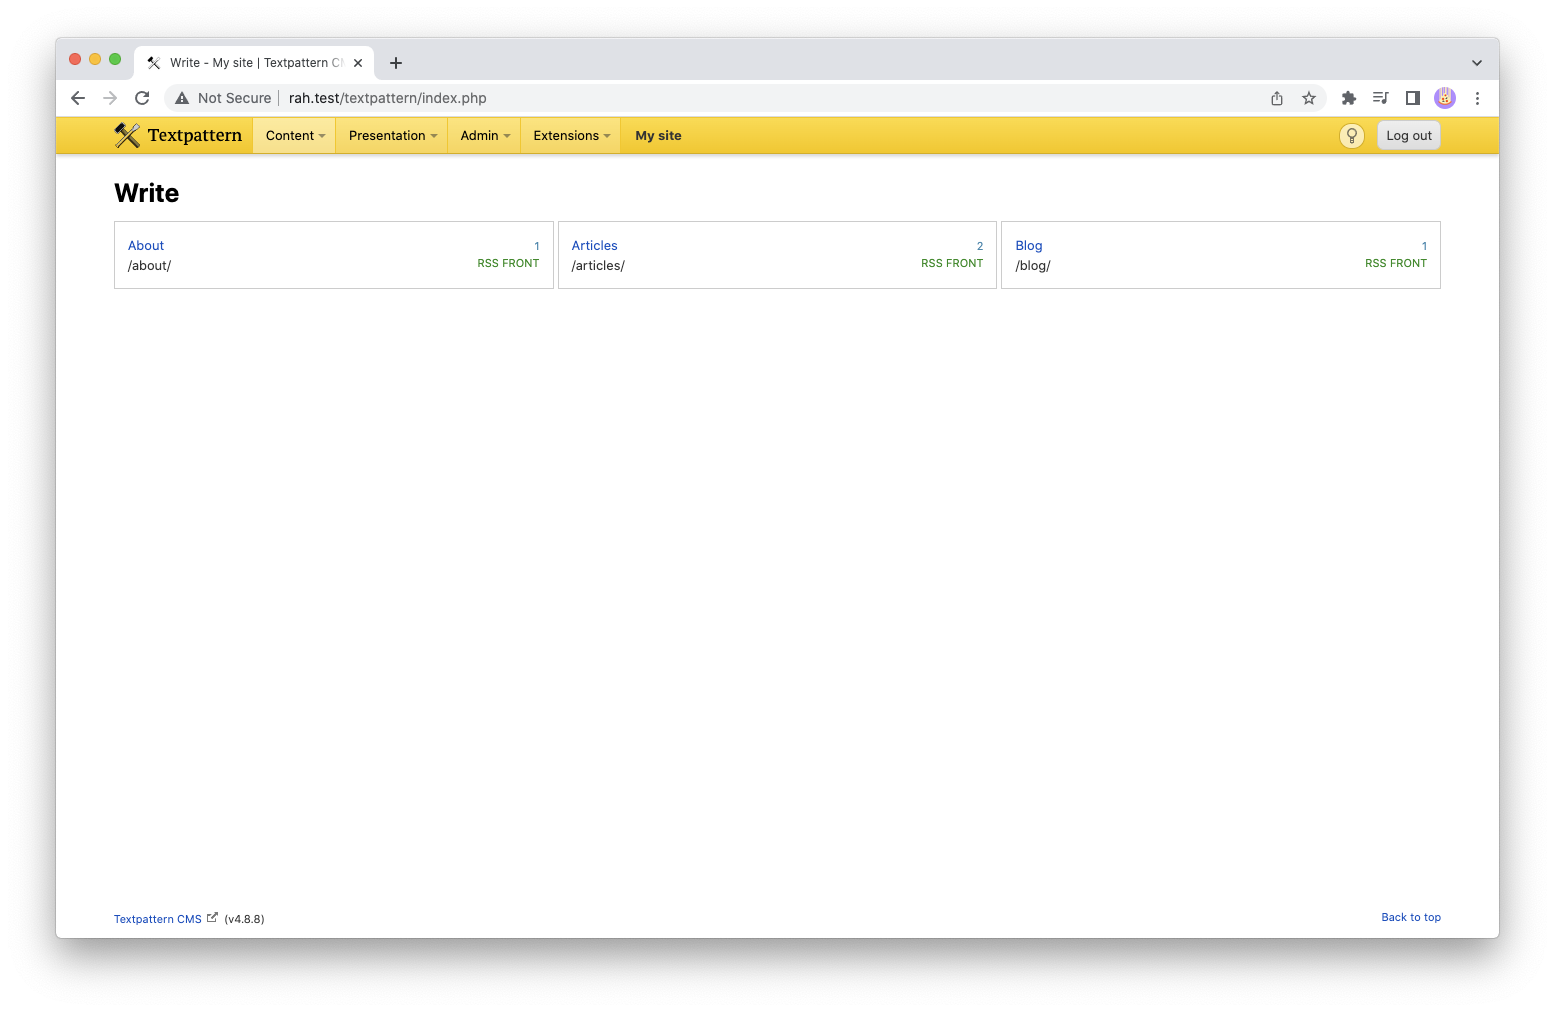 Write - My site | Textpattern C
Not Secure | rah.test/textpattern/index.php
Textpattern Content Presentation Admin Extensions My site Log out
Write
About 1
/about/ RSS FRONT
Articles 2
/articles/ RSS FRONT
Blog 1
/blog/ RSS FRONT
Textpattern CMS (v4.8.8)
Back to top